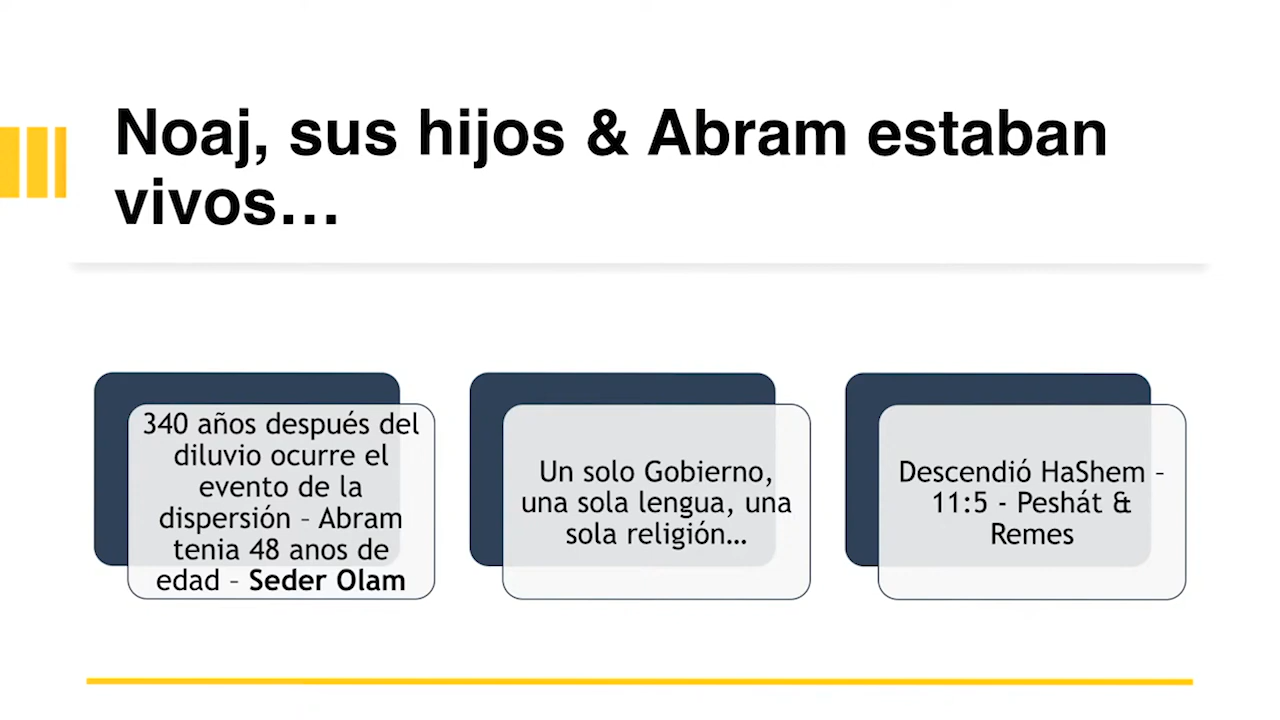 Noaj, sus hijos & Abram estaban
vivos…
340 años después del
diluvio ocurre el
evento de la
dispersión – Abram
tenia 48 anos de
edad – Seder Olam
Un solo Gobierno,
una sola lengua, una
sola religión…
Descendió HaShem –
11:5 - Peshát &
Remes